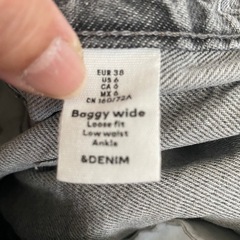 EUR 38
US 6
CA 6
MX 6
CN 160/72A
Baggy wide
Loose fit
Low waist
Ankle
&DENIM